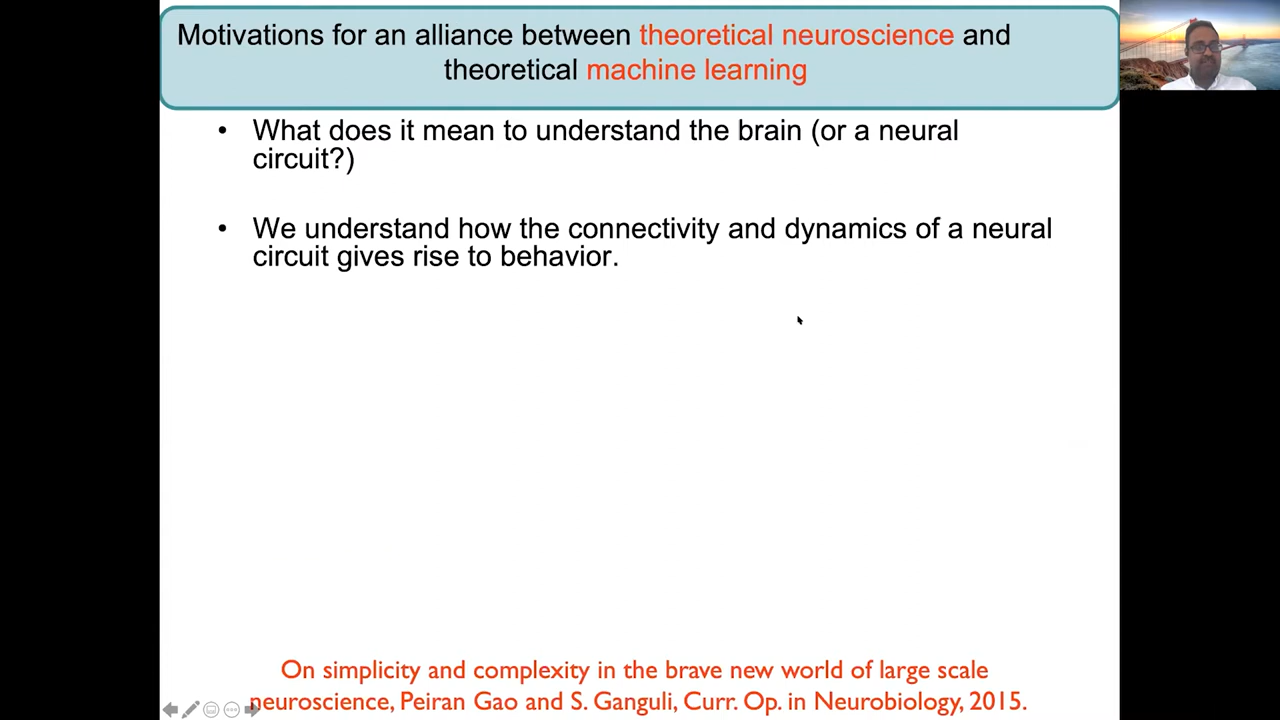 Motivations for an alliance between theoretical neuroscience and
theoretical machine learning
• What does it mean to understand the brain (or a neural
circuit?)
• We understand how the connectivity and dynamics of a neural
circuit gives rise to behavior.
On simplicity and complexity in the brave new world of large scale
neuroscience, Peiran Gao and S. Ganguli, Curr. Op. in Neurobiology, 2015.